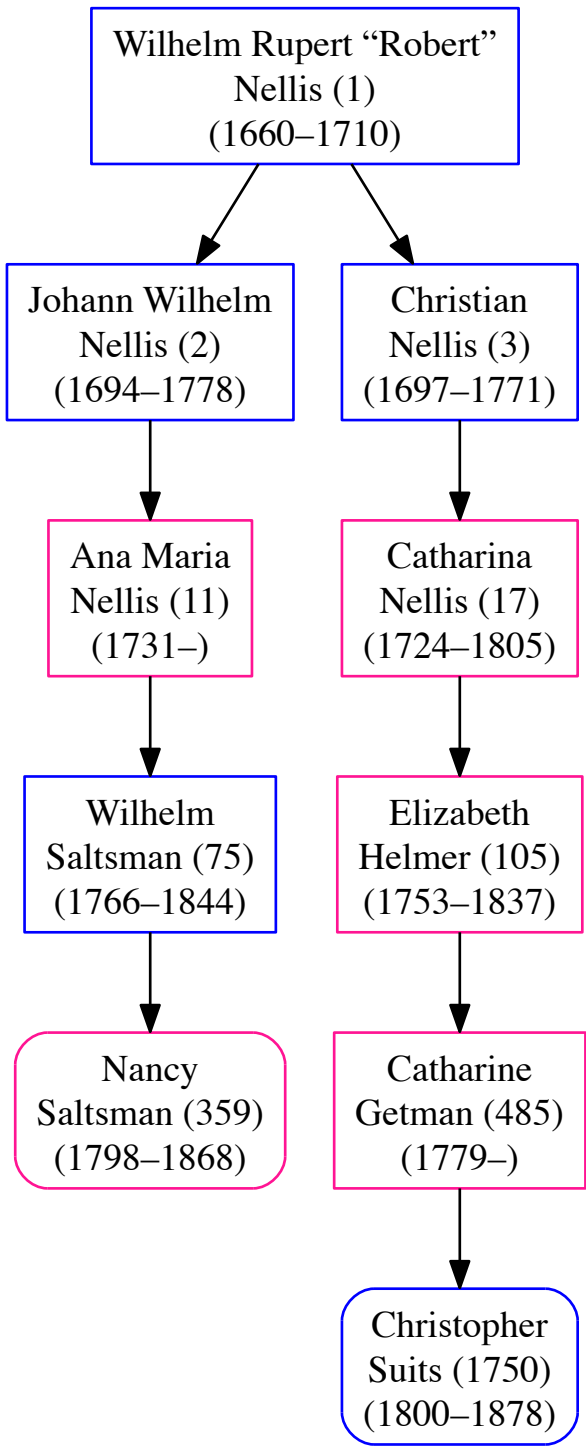 Wilhelm Rupert “Robert”
Nellis (1)
(1660–1710)
Johann Wilhelm
Nellis (2)
(1694–1778)
Christian
Nellis (3)
(1697–1771)
Ana Maria
Nellis (11)
(1731–)
Catharina
Nellis (17)
(1724–1805)
Wilhelm
Saltsman (75)
(1766–1844)
Elizabeth
Helmer (105)
(1753–1837)
Nancy
Saltsman (359)
(1798–1868)
Catharine
Getman (485)
(1779–)
Christopher
Suits (1750)
(1800–1878)